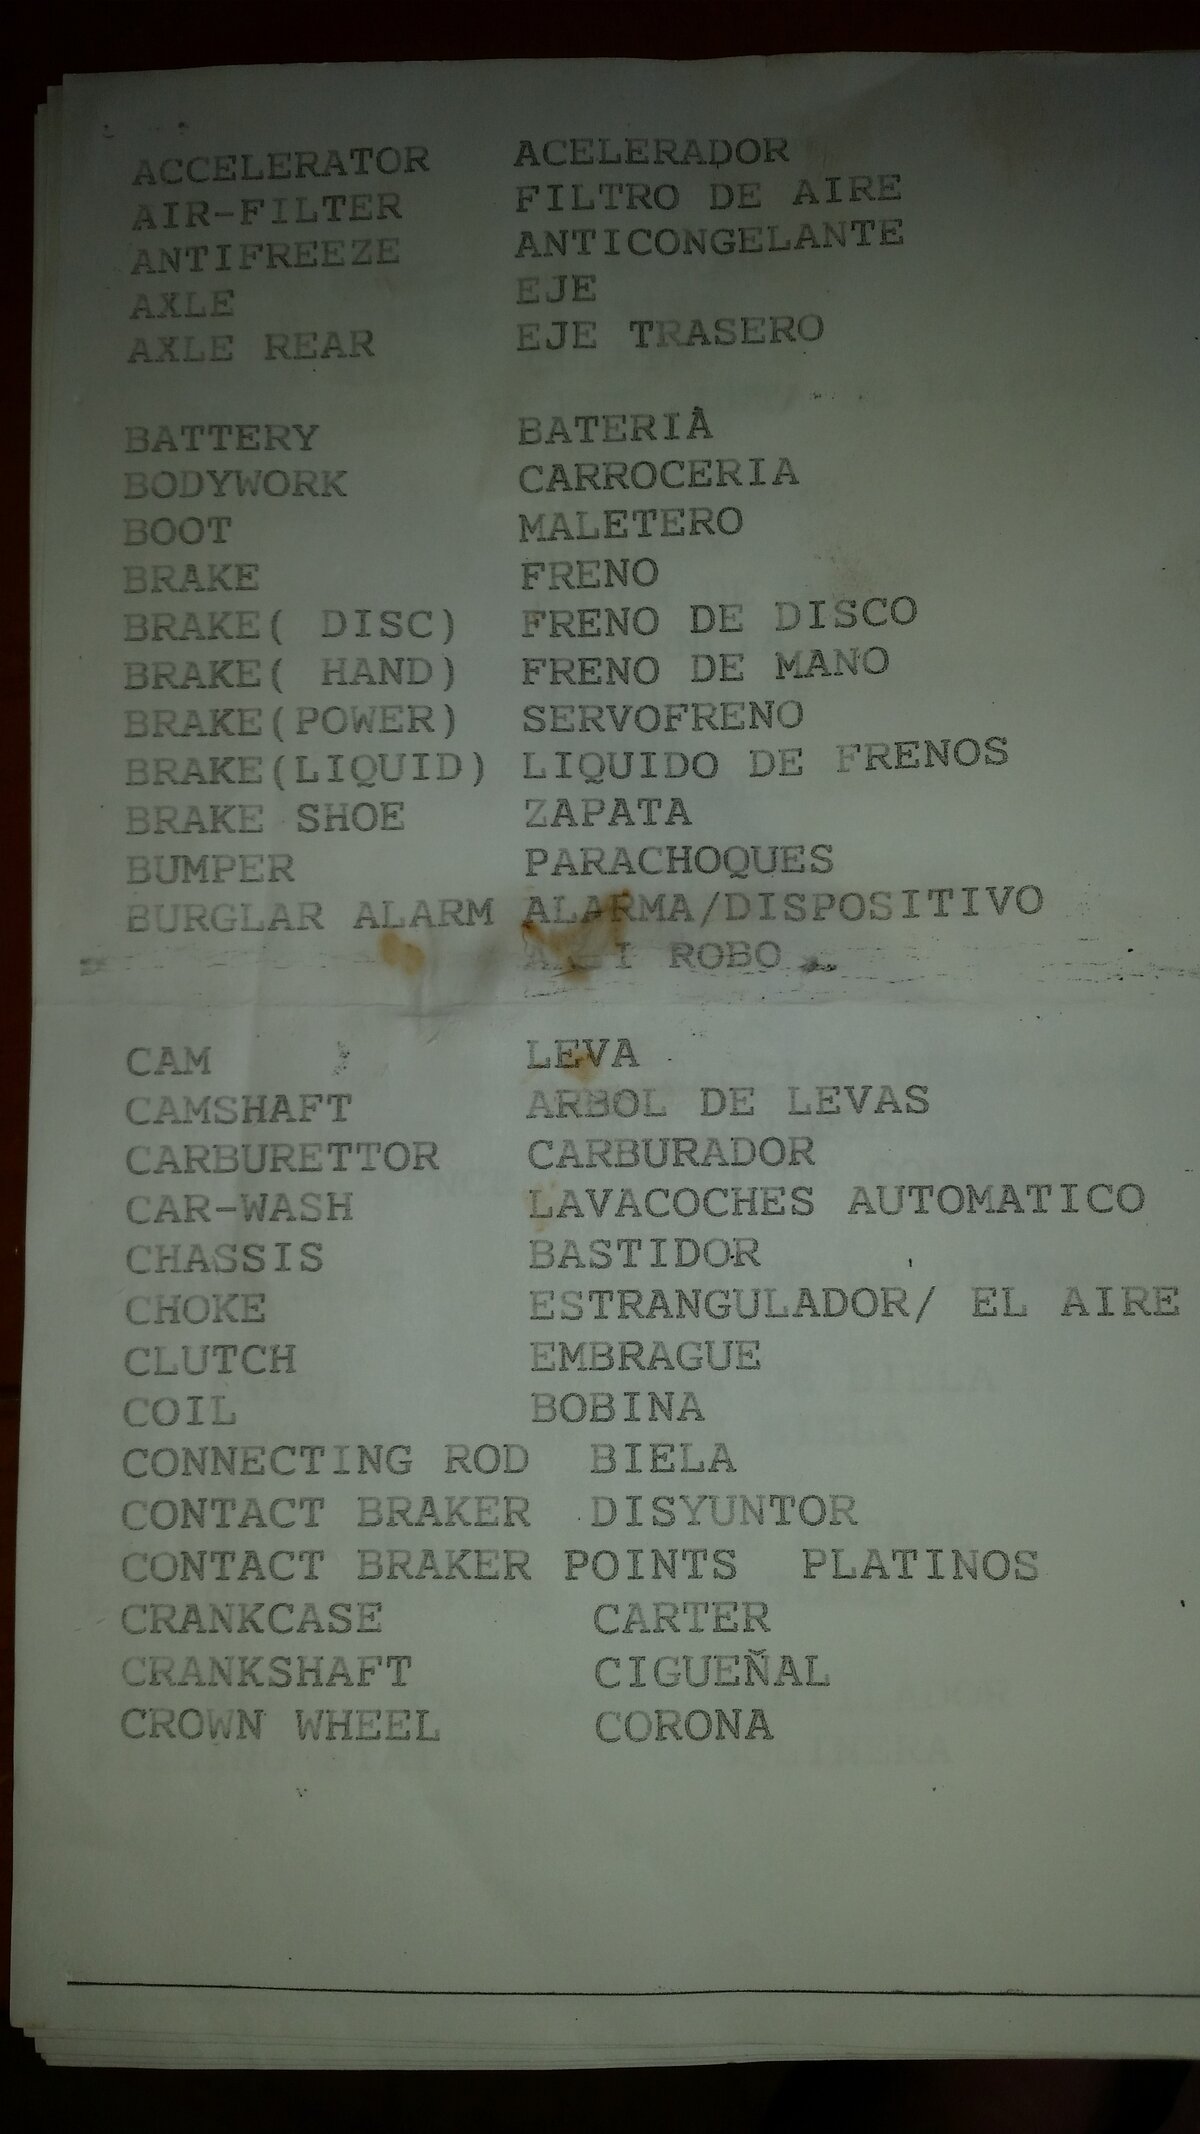 ACCELERATOR ACELERADOR
AIR-FILTER FILTRO DE AIRE
ANTIFREEZE ANTICONGELANTE
AXLE EJE
AXLE REAR EJE TRASERO
BATTERY BATERIÀ
BODYWORK CARROCERIA
BOOT MALETERO
BRAKE FRENO
BRAKE( DISC) FRENO DE DISCO
BRAKE( HAND) FRENO DE MANO
BRAKE(POWER) SERVOFRENO
BRAKE(LIQUID) LIQUIDO DE FRENOS
BRAKE SHOE ZAPATA
BUMPER PARACHOQUES
BURGLAR ALARM ALARMA/DISPOSITIVO
ROBO
CAM LEVA
CAMSHAFT ARBOL DE LEVAS
CARBURETTOR CARBURADOR
CAR-WASH LAVACOCHES AUTOMATICO
CHASSIS BASTIDOR
CHOKE ESTRANGULADOR/ EL AIRE
CLUTCH EMBRAGUE
COIL BOBINA
CONNECTING ROD BIELA
CONTACT BRAKER DISYUNTOR
CONTACT BRAKER POINTS PLATINOS
CRANKCASE CARTER
CRANKSHAFT CIGUEÑAL
CROWN WHEEL CORONA